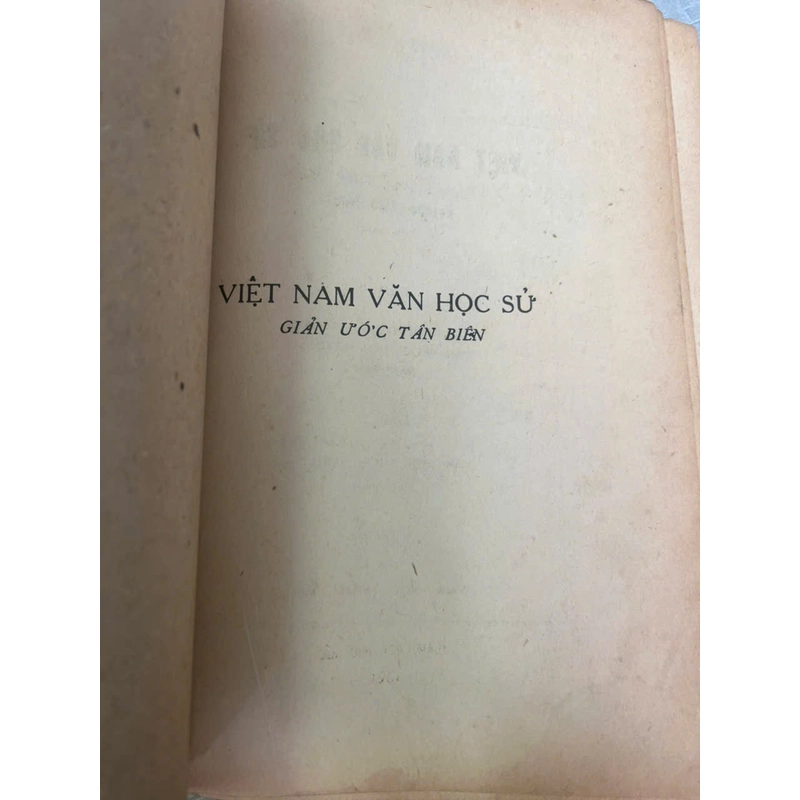 VIỆT NAM VĂN HỌC SỬ
GIẢN ƯỚC TÂN BIÊN